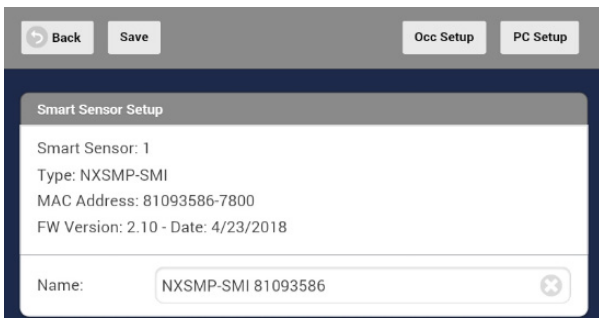 Back Save Occ Setup PC Setup
Smart Sensor Setup
Smart Sensor: 1
Type: NXSMP-SMI
MAC Address: 81093586-7800
FW Version: 2.10 - Date: 4/23/2018
Name: NXSMP-SMI 81093586